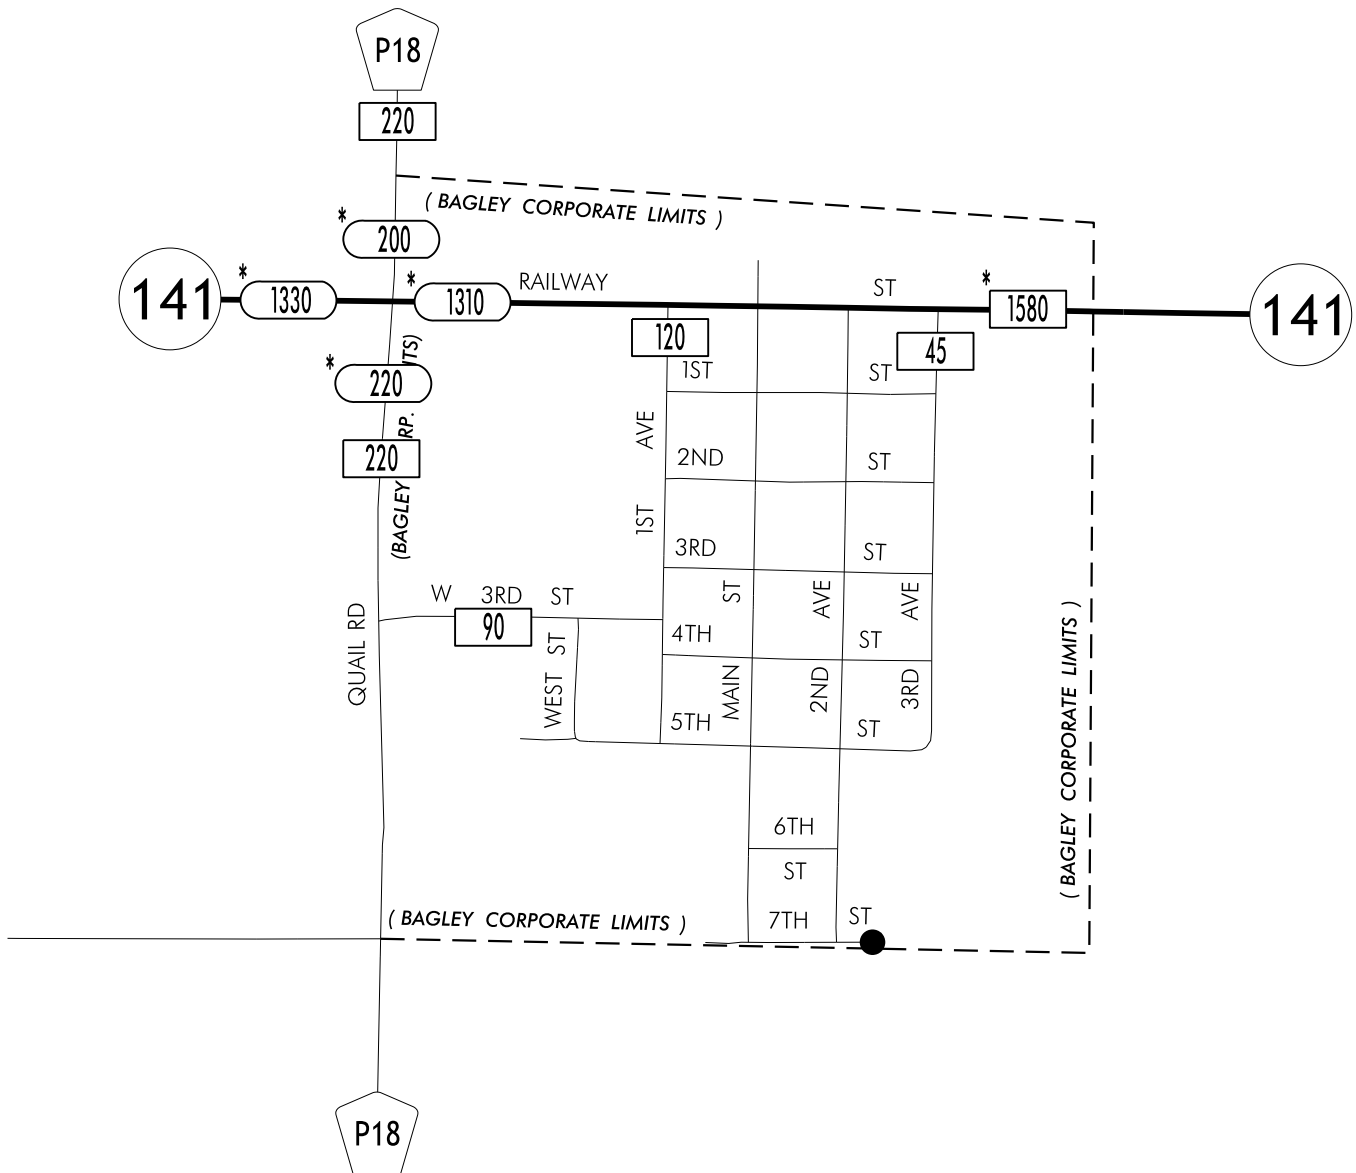 P18
220
( BAGLEY CORPORATE LIMITS )
*
200
141
*
1330
*
1310
RAILWAY
ST
*
1580
141
120
45
*
220
(BAGLEY RP. ITS)
1ST
ST
AVE
2ND
ST
220
1ST
3RD
ST
W 3RD ST
90
ST
AVE
AVE
QUAIL RD
WEST ST
4TH
ST
MAIN
2ND
3RD
5TH
ST
( BAGLEY CORPORATE LIMITS )
6TH
ST
( BAGLEY CORPORATE LIMITS )
7TH
ST
P18